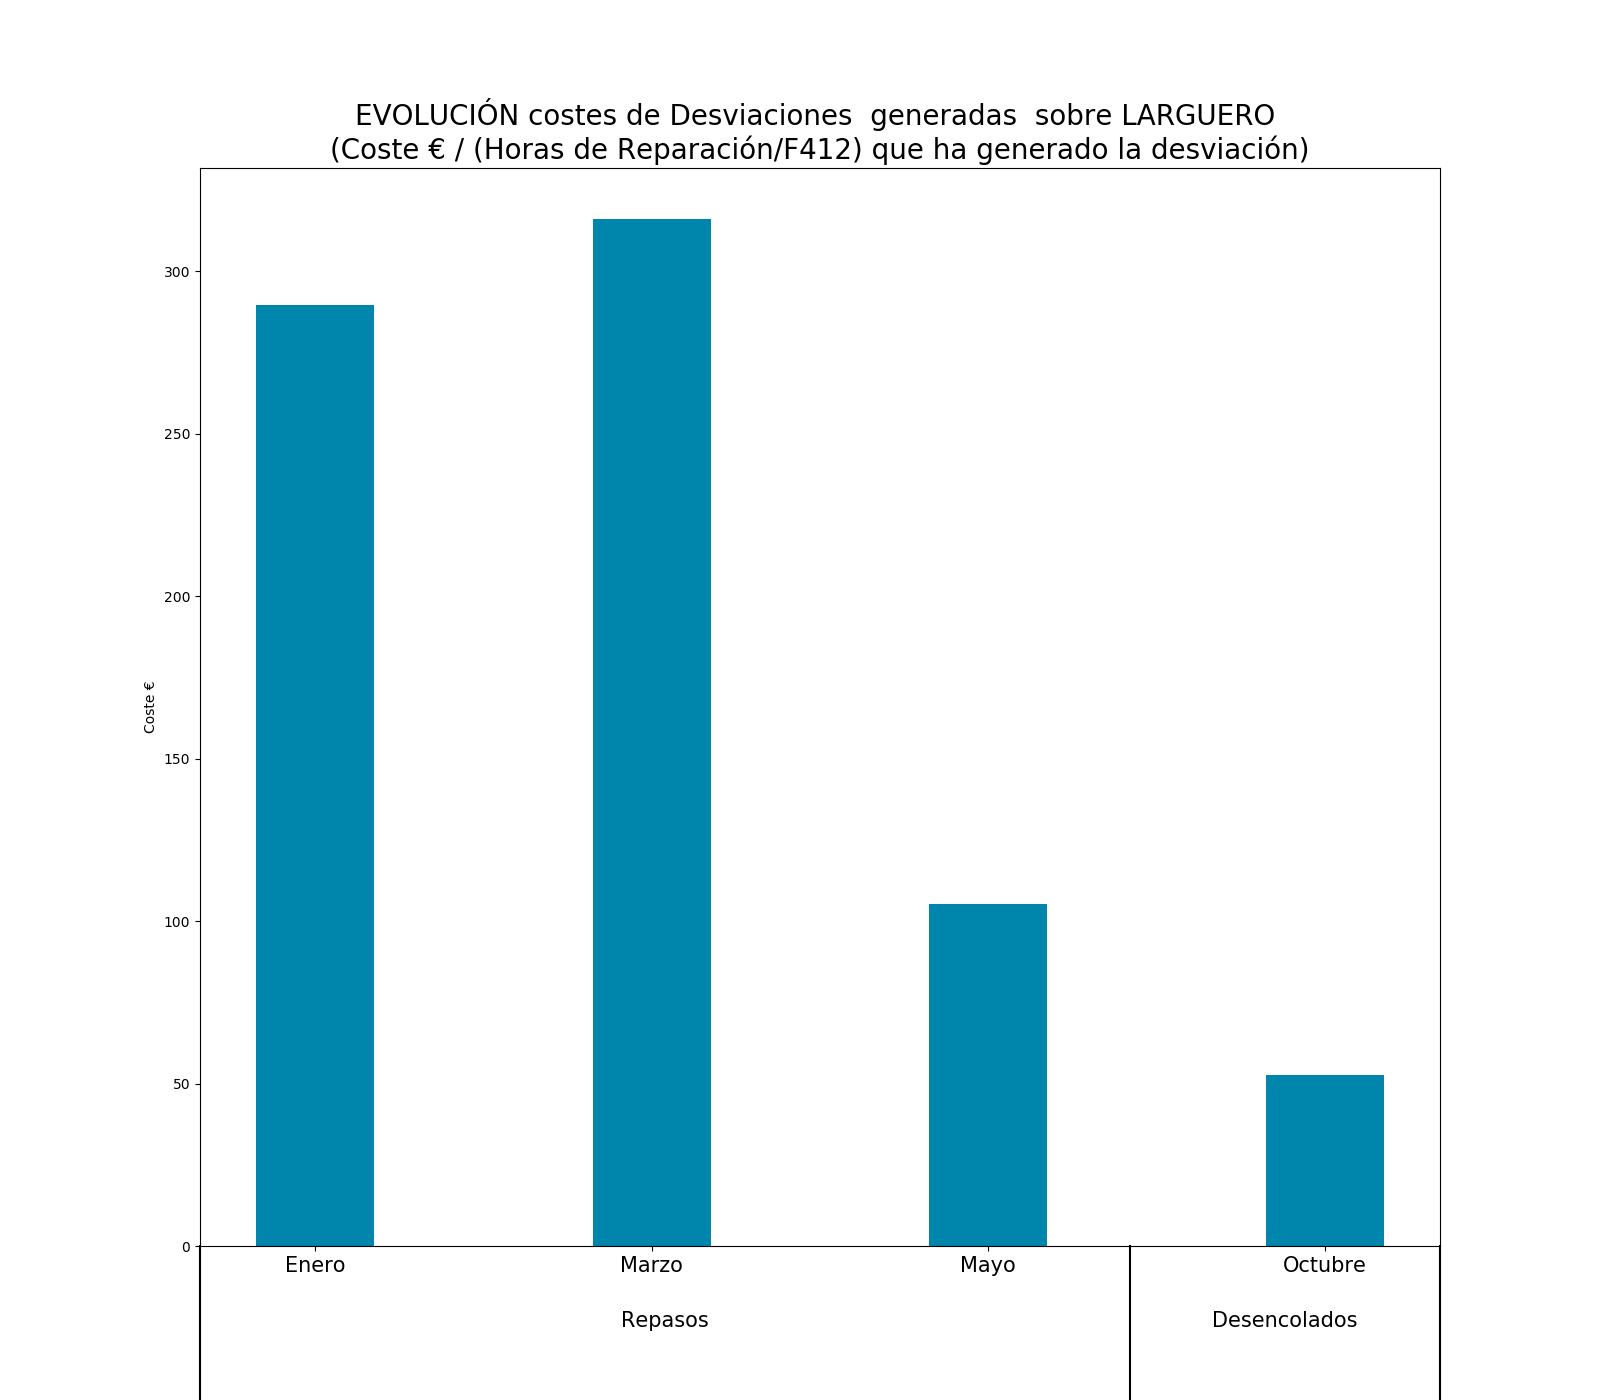 EVOLUCIÓN costes de Desviaciones  generadas  sobre LARGUERO
(Coste € / (Horas de Reparación/F412) que ha generado la desviación)
300
250
200
150
100
50
0
Coste €
Enero Marzo Mayo Octubre
Repasos Desencolados